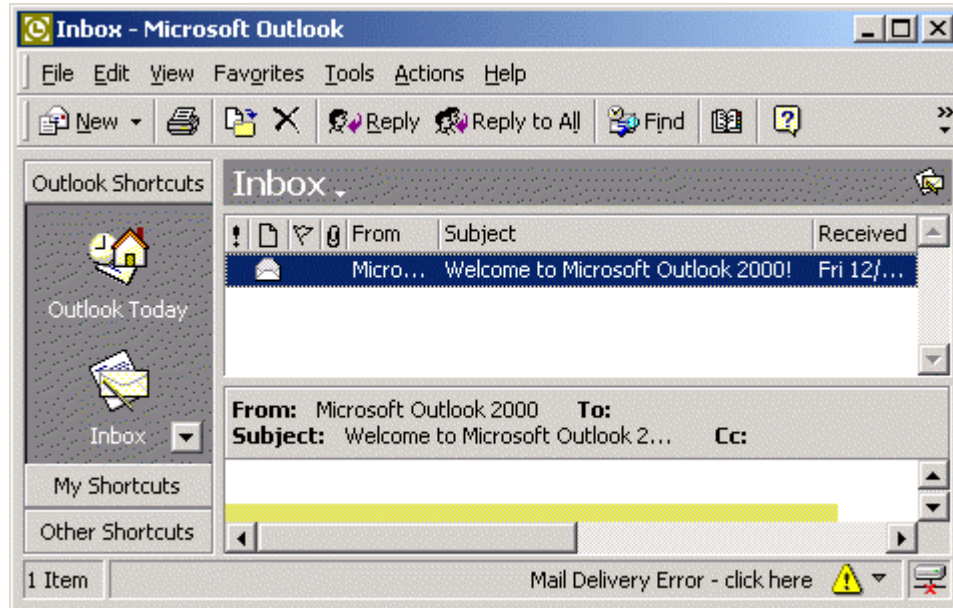 Inbox - Microsoft Outlook
File Edit View Favorites Tools Actions Help
New Reply Reply to All Find
Outlook Shortcuts
Inbox
! From Subject Received
Micro... Welcome to Microsoft Outlook 2000! Fri 12/...
Outlook Today
Inbox
From: Microsoft Outlook 2000 To:
Subject: Welcome to Microsoft Outlook 2... Cc:
My Shortcuts
Other Shortcuts
1 Item Mail Delivery Error - click here